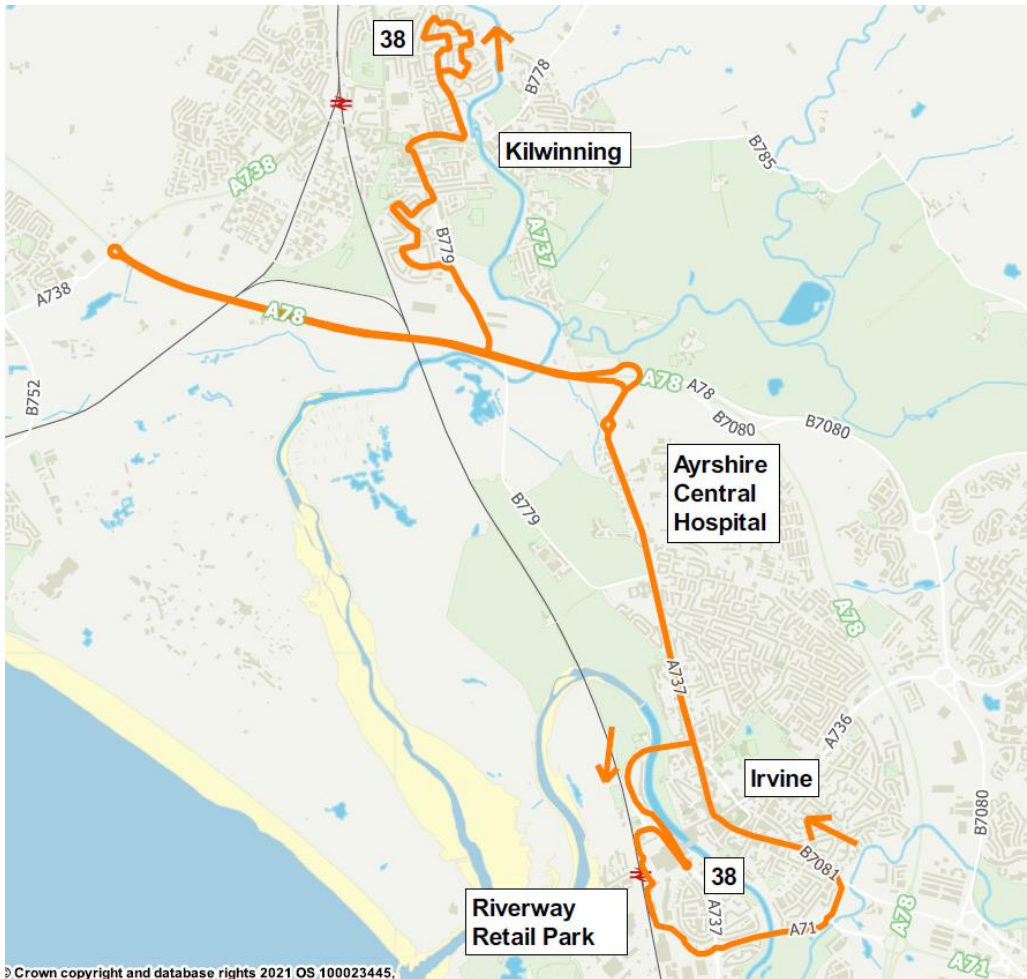 38
B778
Kilwinning
B785
A738
A737
B779
A738
A78
B752
A78
A78
B7080
B7080
Ayrshire
Central
Hospital
B779
A78
A737
A736
Irvine
B7080
B7081
38
A78
Riverway
Retail Park
A737
A71
A71
© Crown copyright and database rights 2021 OS 100023445,